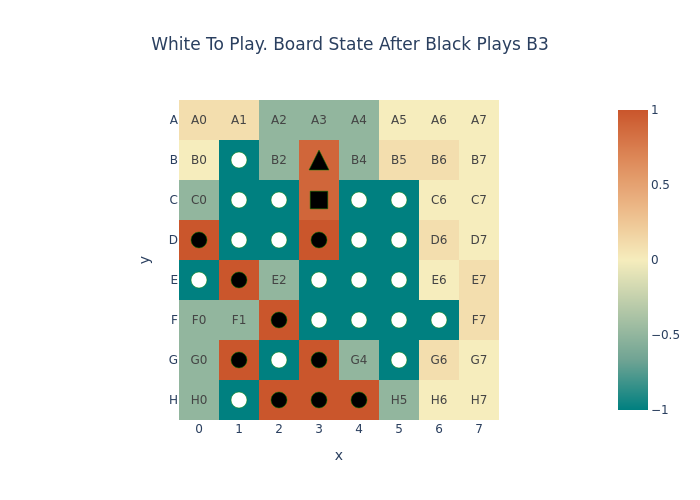 White To Play. Board State After Black Plays B3
A A0 A1 A2 A3 A4 A5 A6 A7
B B0 B2 B4 B5 B6 B7
C C0 C6 C7
D D6 D7
E E2 E6 E7
F F0 F1 F7
G G0 G4 G6 G7
H H0 H5 H6 H7
0 1 2 3 4 5 6 7
x
y
1
0.5
0
−0.5
−1